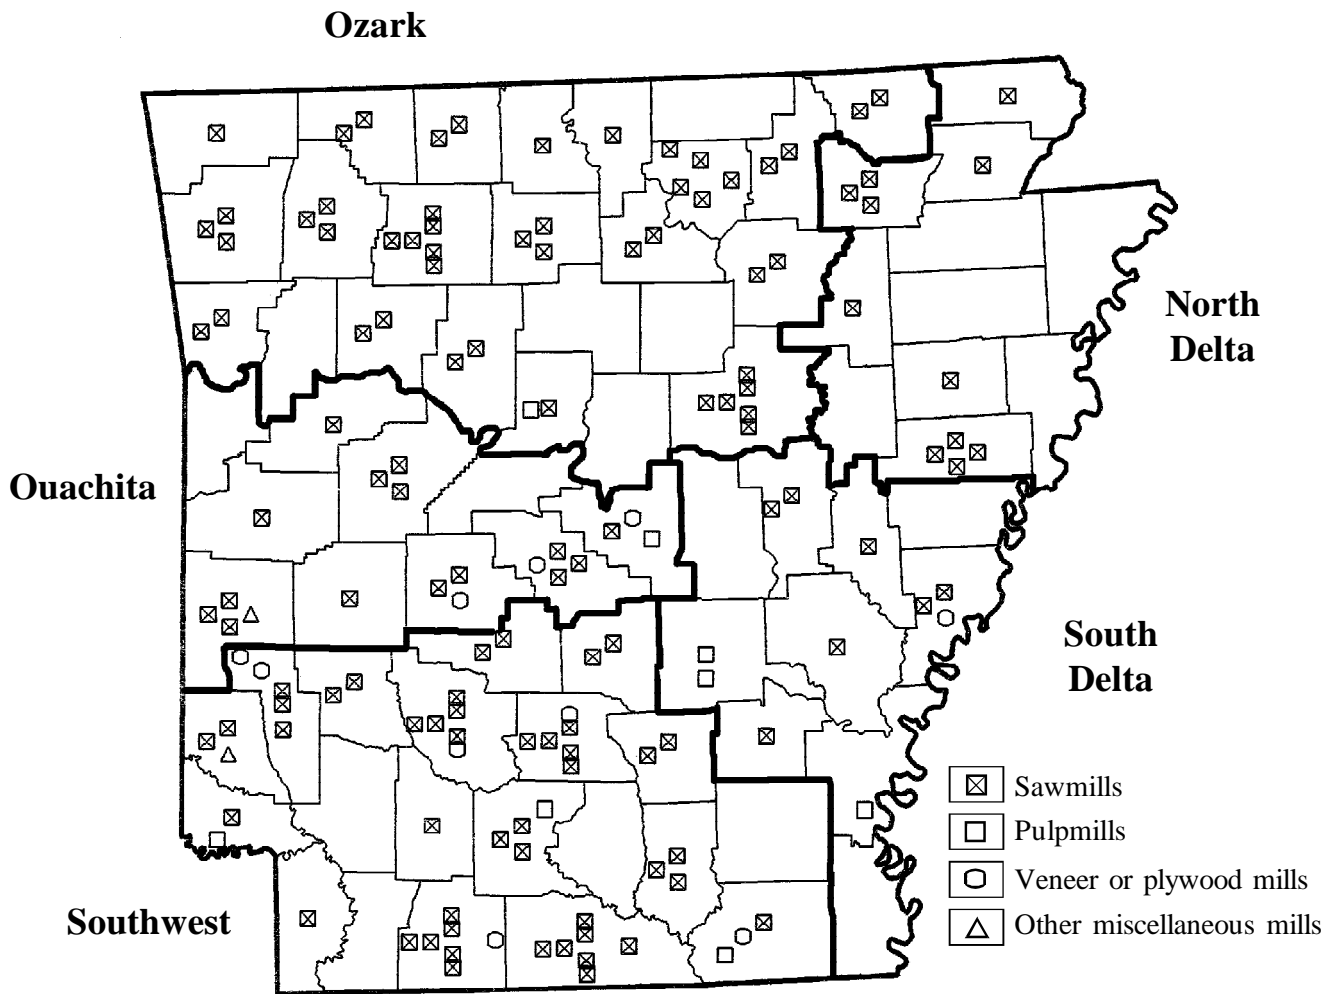 Ozark
North
Delta
Ouachita
South
Delta
Southwest
Sawmills
Pulpmills
Veneer or plywood mills
Other miscellaneous mills